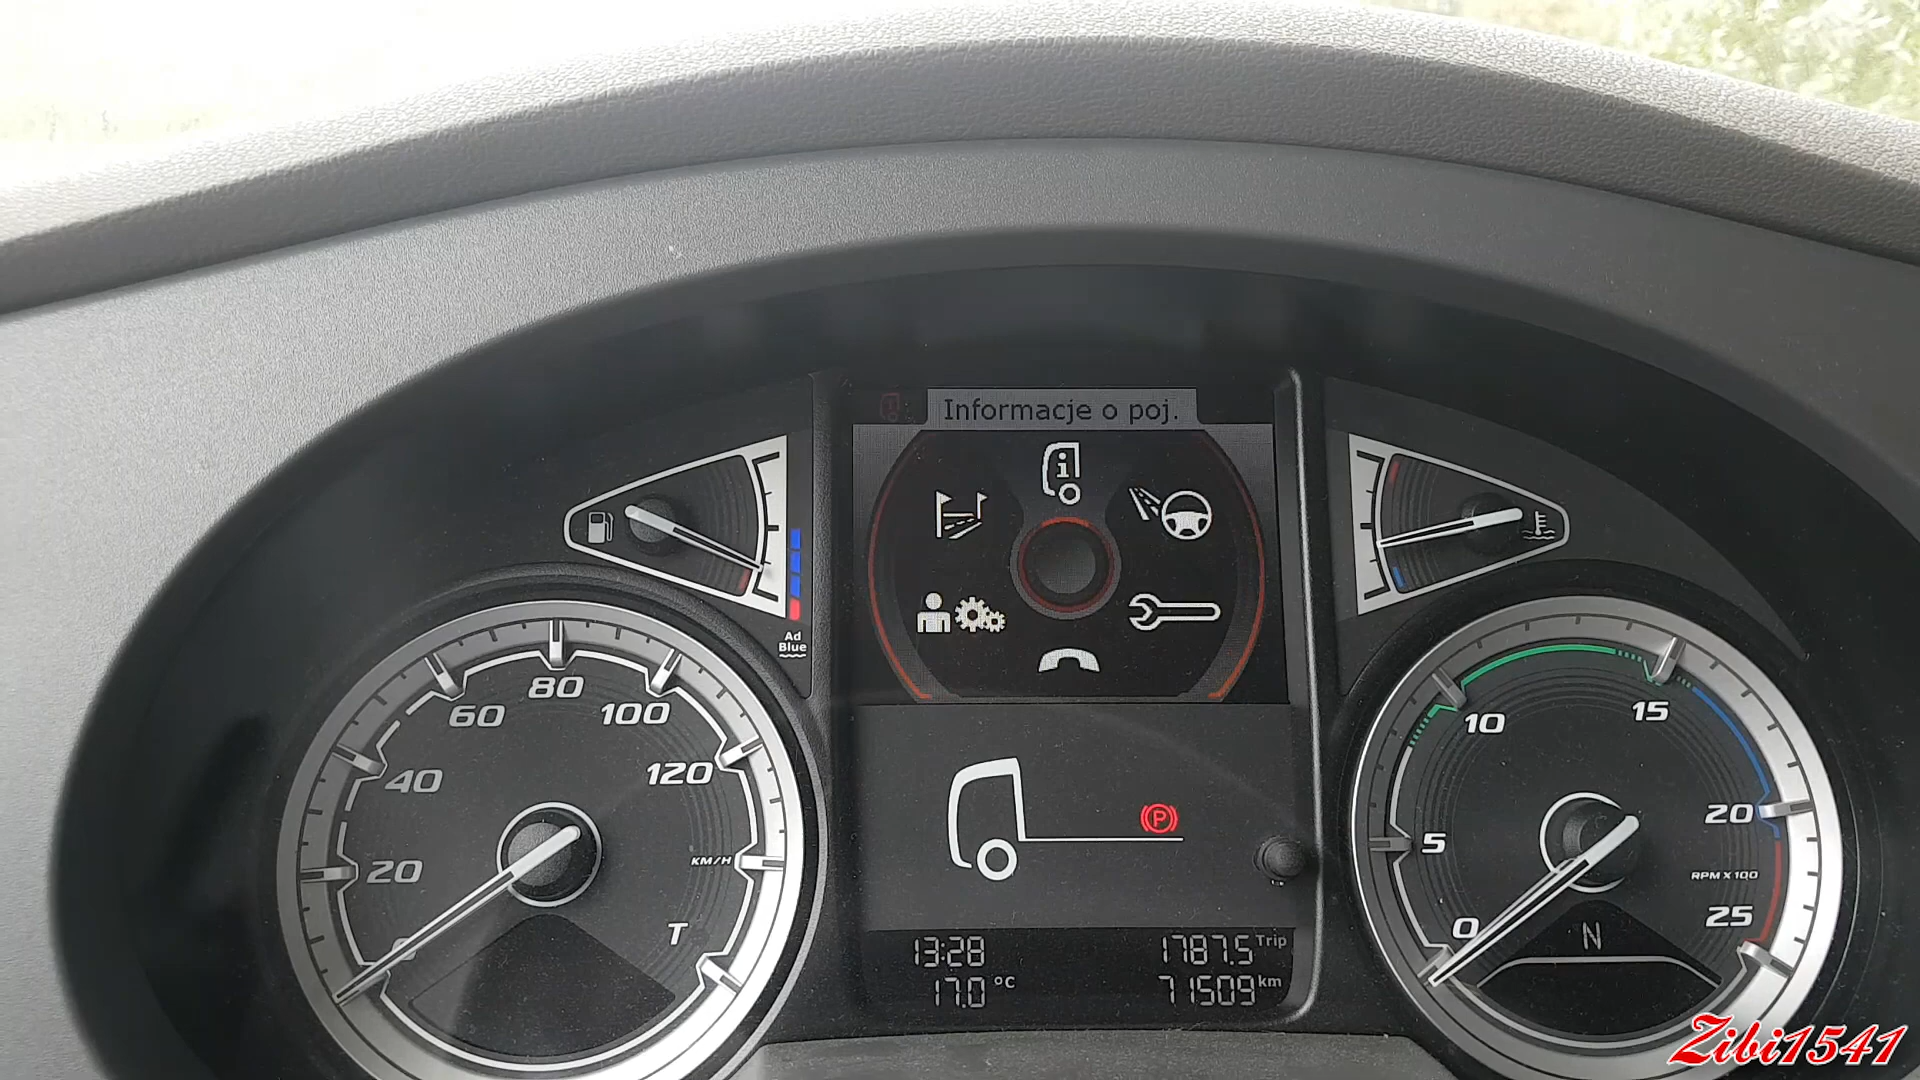 Informacje o poj.
i
Ad
Blue
0
20
40
60
80
100
120
KM/H
T
P
13:28
1787.5 Trip
17.0 °C
71509 km
0
5
10
15
20
25
RPM X 100
N
Zibi1541